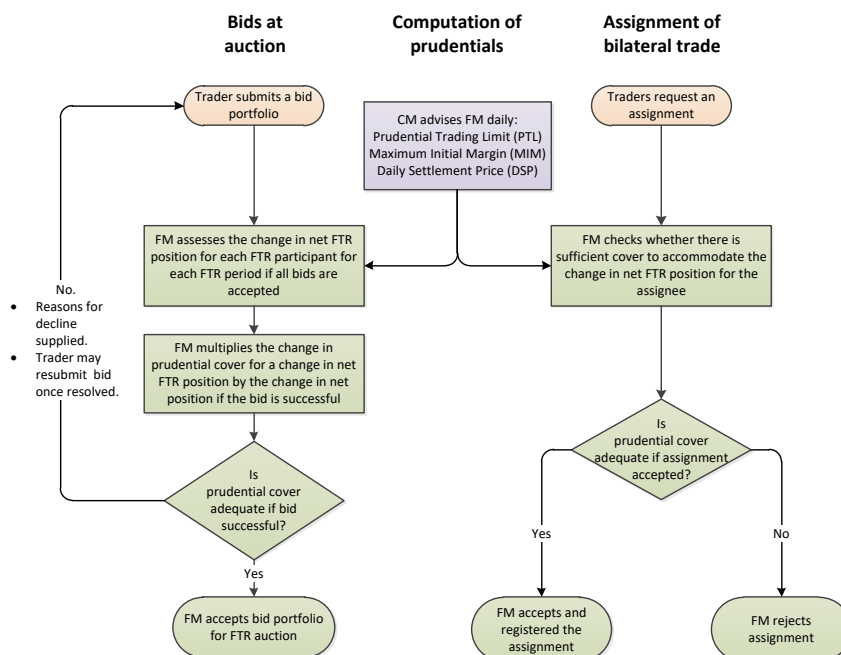 Bids at
auction
Computation of
prudentials
Assignment of
bilateral trade
Trader submits a bid
portfolio
CM advises FM daily:
Prudential Trading Limit (PTL)
Maximum Initial Margin (MIM)
Daily Settlement Price (DSP)
Traders request an
assignment
FM assesses the change in net FTR
position for each FTR participant for
each FTR period if all bids are
accepted
FM checks whether there is
sufficient cover to accommodate the
change in net FTR position for the
assignee
No.
• Reasons for
decline
supplied.
• Trader may
resubmit bid
once resolved.
FM multiplies the change in
prudential cover for a change in net
FTR position by the change in net
position if the bid is successful
Is
prudential cover
adequate if bid
successful?
Is
prudential cover
adequate if assignment
accepted?
Yes
Yes
No
FM accepts bid portfolio
for FTR auction
FM accepts and
registered the
assignment
FM rejects
assignment